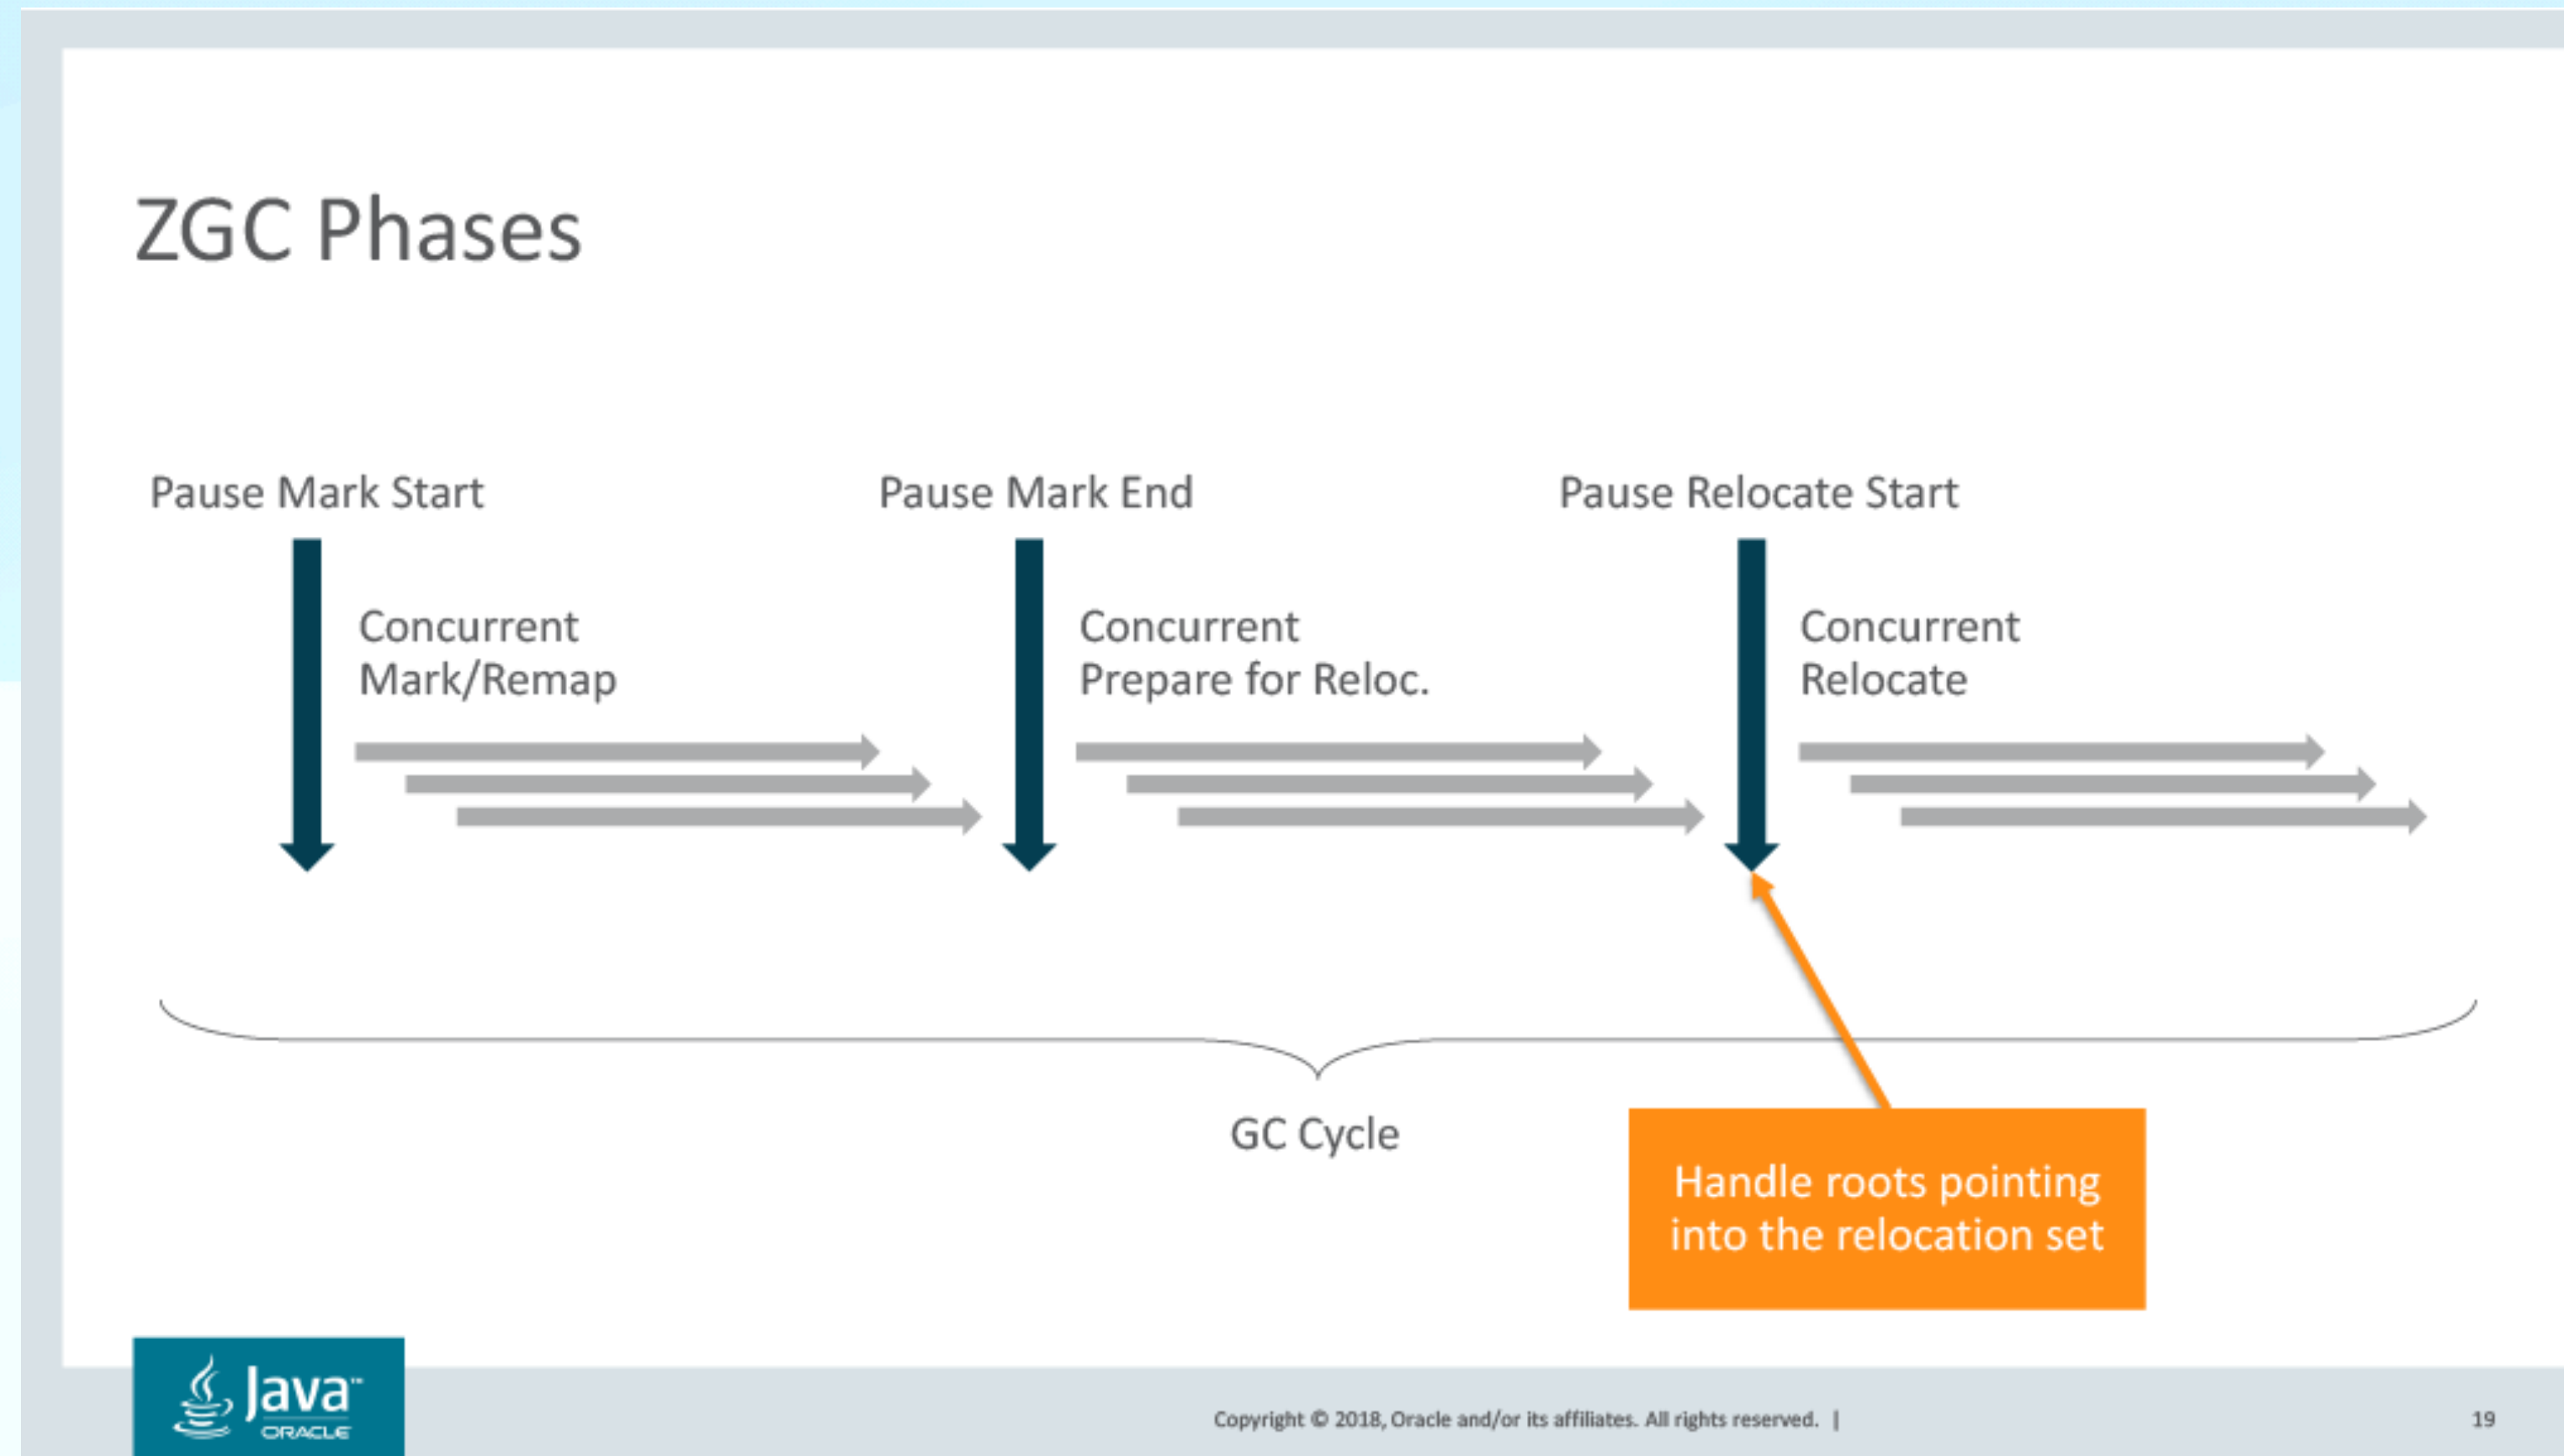 ZGC Phases
Pause Mark Start
Pause Mark End
Pause Relocate Start
Concurrent
Mark/Remap
Concurrent
Prepare for Reloc.
Concurrent
Relocate
GC Cycle
Handle roots pointing
into the relocation set
Java™
ORACLE
Copyright © 2018, Oracle and/or its affiliates. All rights reserved. |
19